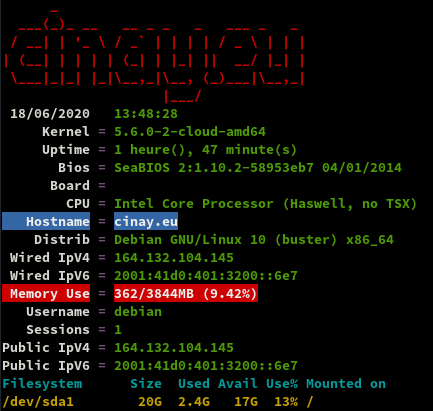 cinay.eu
18/06/2020 13:48:28
Kernel = 5.6.0-2-cloud-amd64
Uptime = 1 heure(), 47 minute(s)
Bios = SeaBIOS 2:1.10.2-58953eb7 04/01/2014
Board =
CPU = Intel Core Processor (Haswell, no TSX)
Hostname = cinay.eu
Distrib = Debian GNU/Linux 10 (buster) x86_64
Wired IpV4 = 164.132.104.145
Wired IpV6 = 2001:41d0:401:3200::6e7
Memory Use = 362/3844MB (9.42%)
Username = debian
Sessions = 1
Public IpV4 = 164.132.104.145
Public IpV6 = 2001:41d0:401:3200::6e7
Filesystem Size Used Avail Use% Mounted on
/dev/sda1 20G 2.4G 17G 13% /